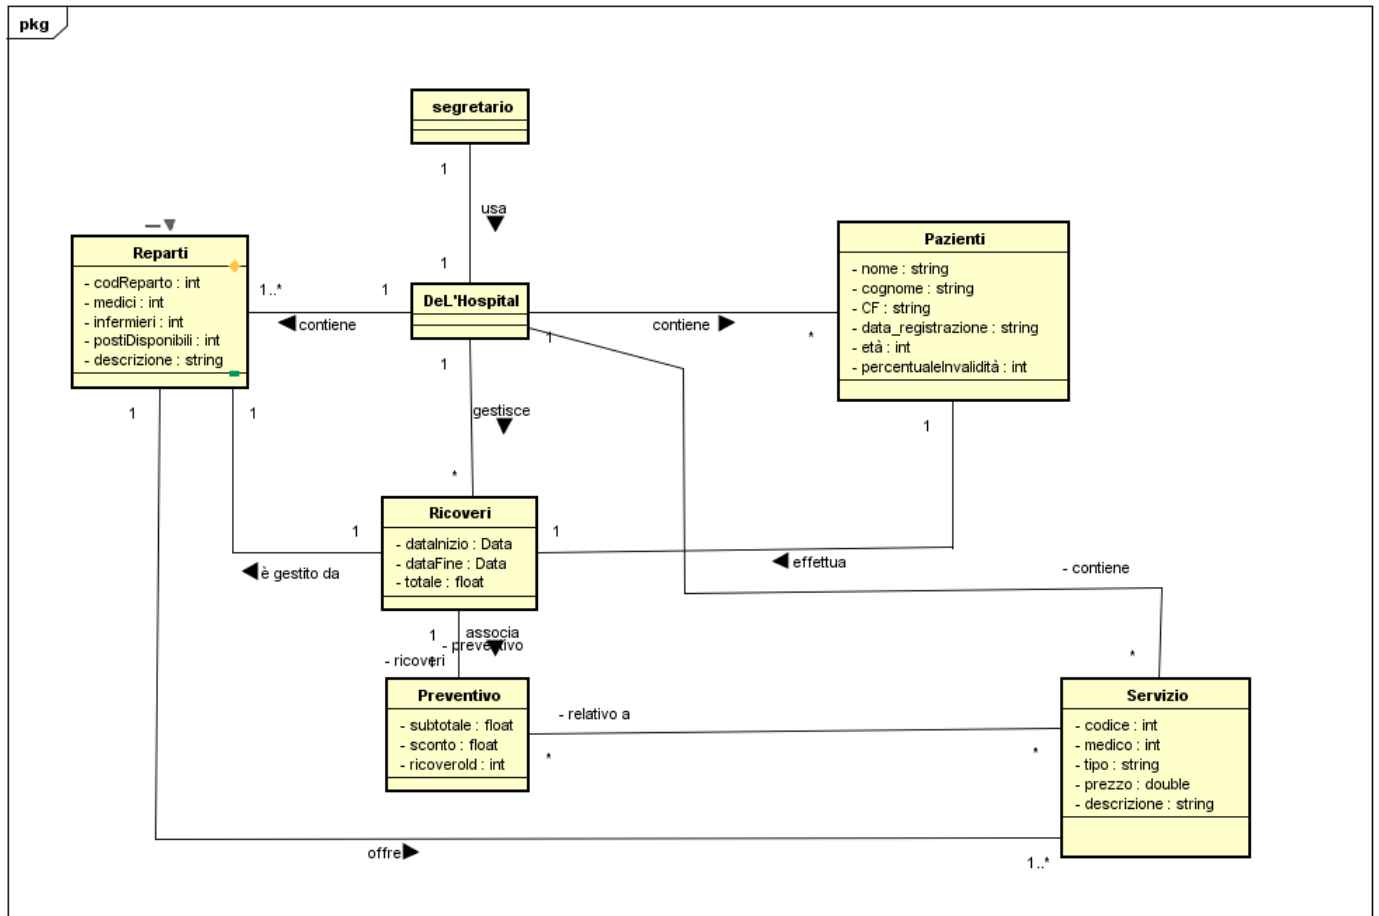 pkg
segretario
1
usa
1
Reparti
- codReparto : int
- medici : int
- infermieri : int
- postiDisponibili : int
- descrizione : string
1..*
1
contiene
DeL'Hospital
contiene
*
Pazienti
- nome : string
- cognome : string
- CF : string
- data_registrazione : string
- età : int
- percentualeInvalidità : int
1
1
gestisce
*
1
1
1
1
Ricoveri
- dataInizio : Data
- dataFine : Data
- totale : float
1
è gestito da
effettua
- contiene
*
1
associa
- preventivo
- ricoveri
1
Preventivo
- subtotale : float
- sconto : float
- ricoveroId : int
- relativo a
*
*
Servizio
- codice : int
- medico : int
- tipo : string
- prezzo : double
- descrizione : string
offre
1..*